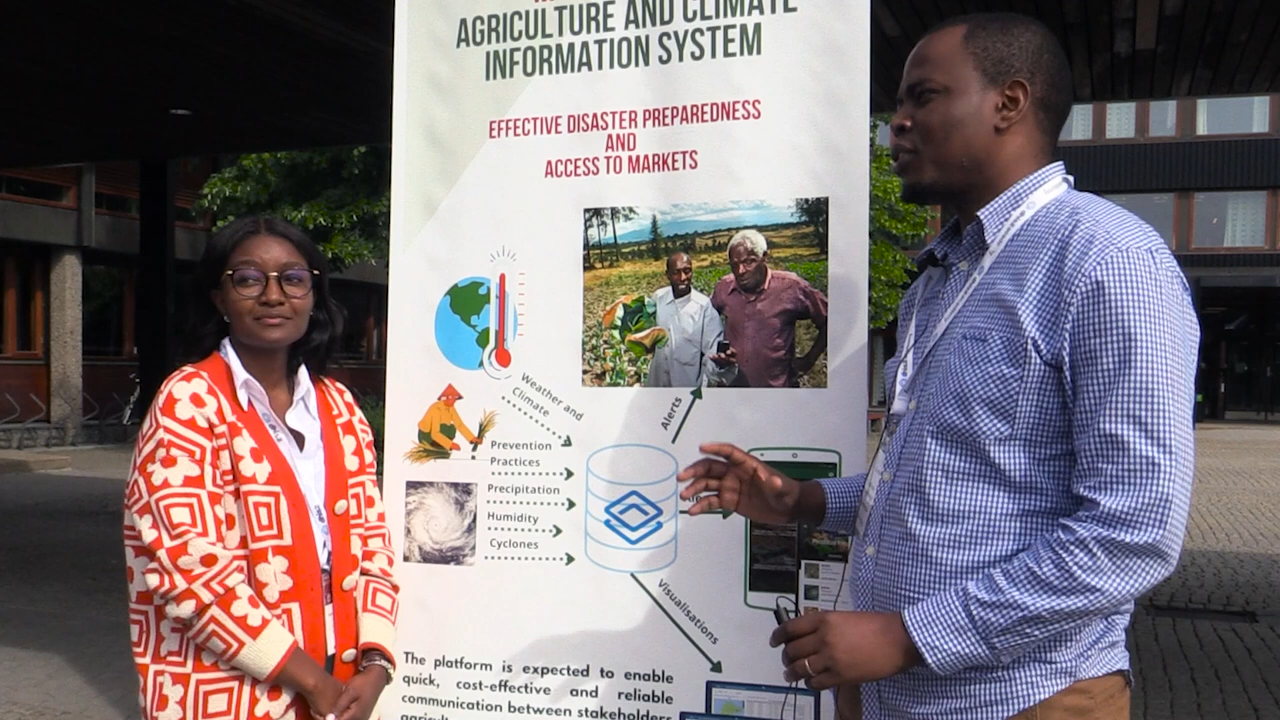 AGRICULTURE AND CLIMATE
INFORMATION SYSTEM
EFFECTIVE DISASTER PREPAREDNESS
AND
ACCESS TO MARKETS
Weather and
Climate
Prevention
Practices
Precipitation
Humidity
Cyclones
Alerts
Visualisations
The platform is expected to enable
quick, cost-effective and reliable
communication between stakeholders